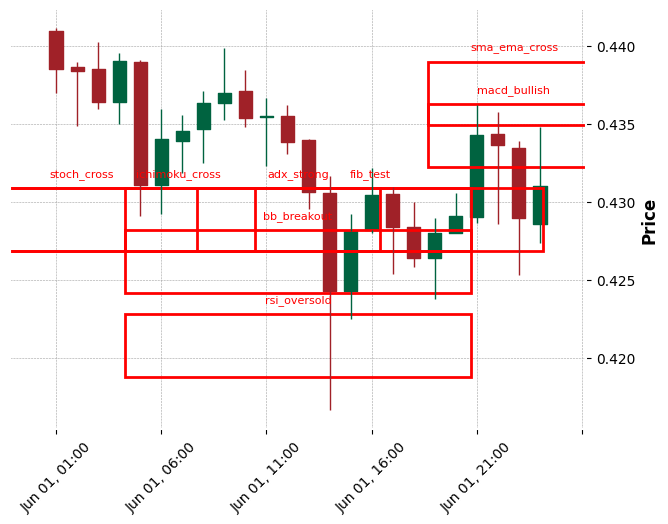 sma_ema_cross
0.440
macd_bullish
0.435
stoch_cross
adx_strong
fib_test
0.430
bb_breakout
Price
0.425
rsi_oversold
0.420
Jun 01, 01:00
Jun 01, 06:00
Jun 01, 11:00
Jun 01, 16:00
Jun 01, 21:00